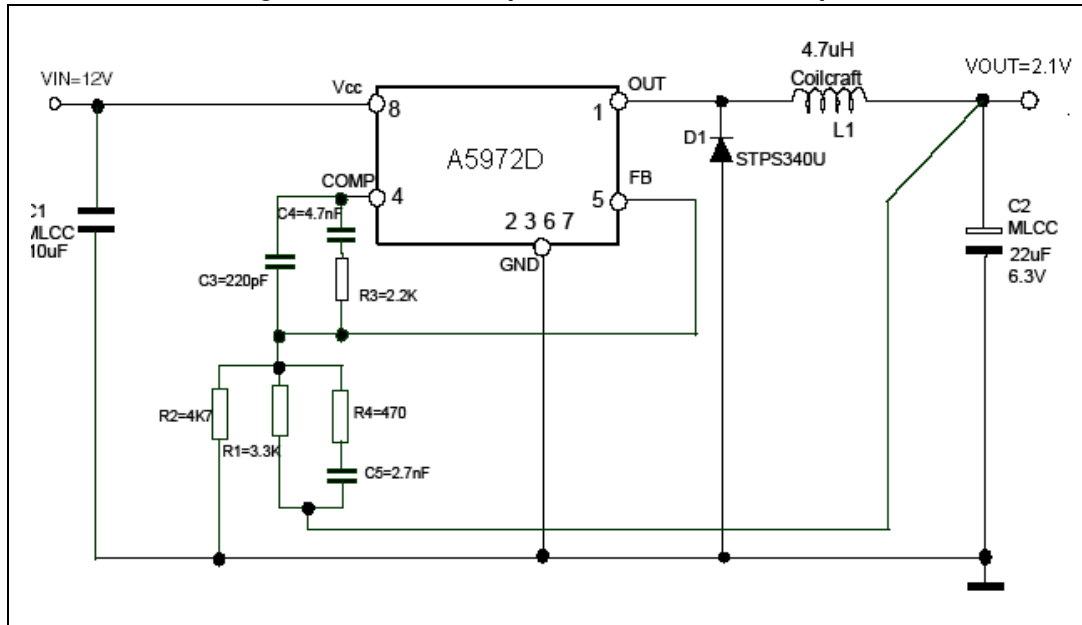 VIN=12V
Vcc
8
A5972D
OUT
1
4.7uH
Coilcraft
L1
VOUT=2.1V
D1
STPS340U
COMP
4
FB
5
2 3 6 7
GND
C4=4.7nF
C3=220pF
R3=2.2K
C2
MLCC
22uF
6.3V
R2=4K7
R1=3.3K
R4=470
C5=2.7nF